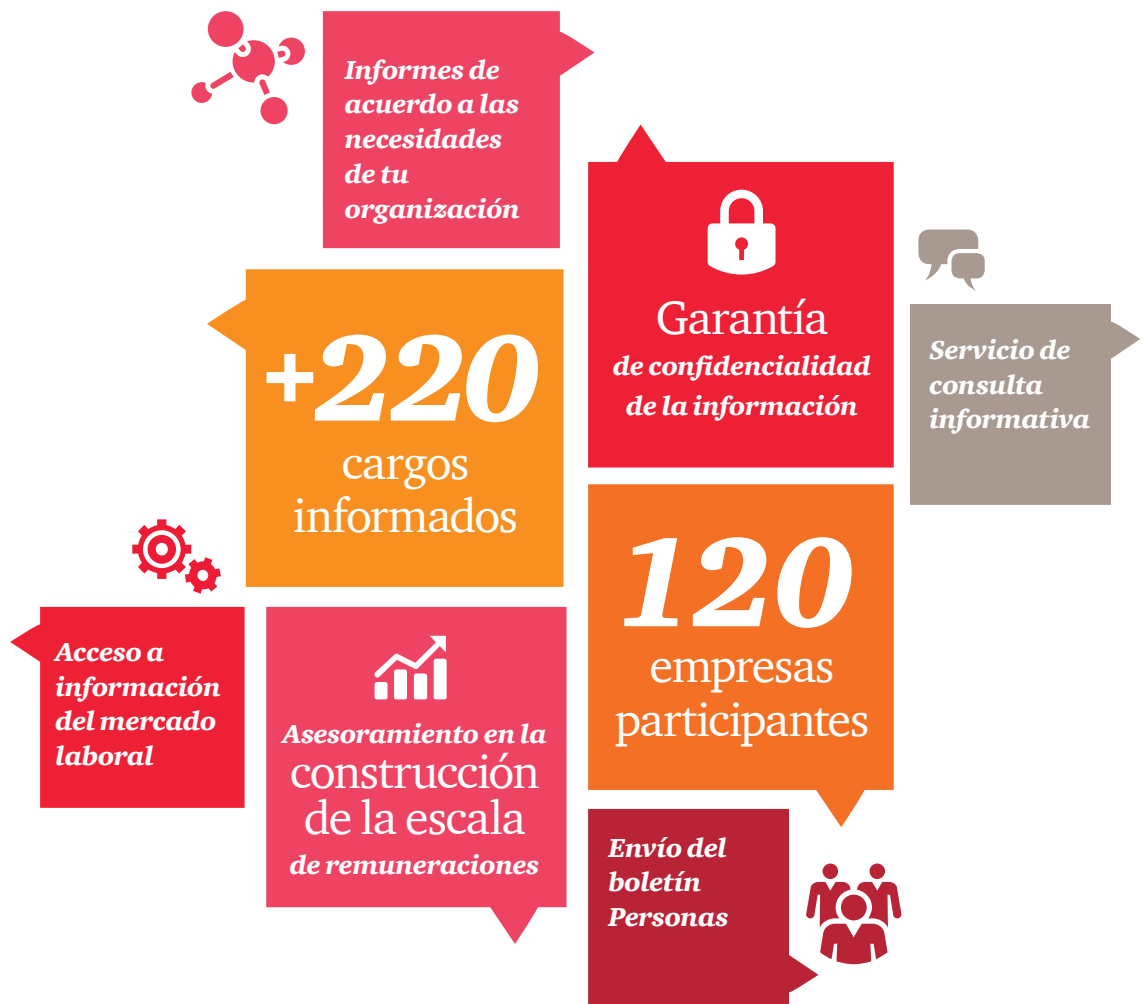 Informes de
acuerdo a las
necesidades
de tu
organización
Garantía
de confidencialidad
de la información
Servicio de
consulta
informativa
+220
cargos
informados
120
empresas
participantes
Acceso a
información
del mercado
laboral
Asesoramiento en la
construcción
de la escala
de remuneraciones
Envío del
boletín
Personas